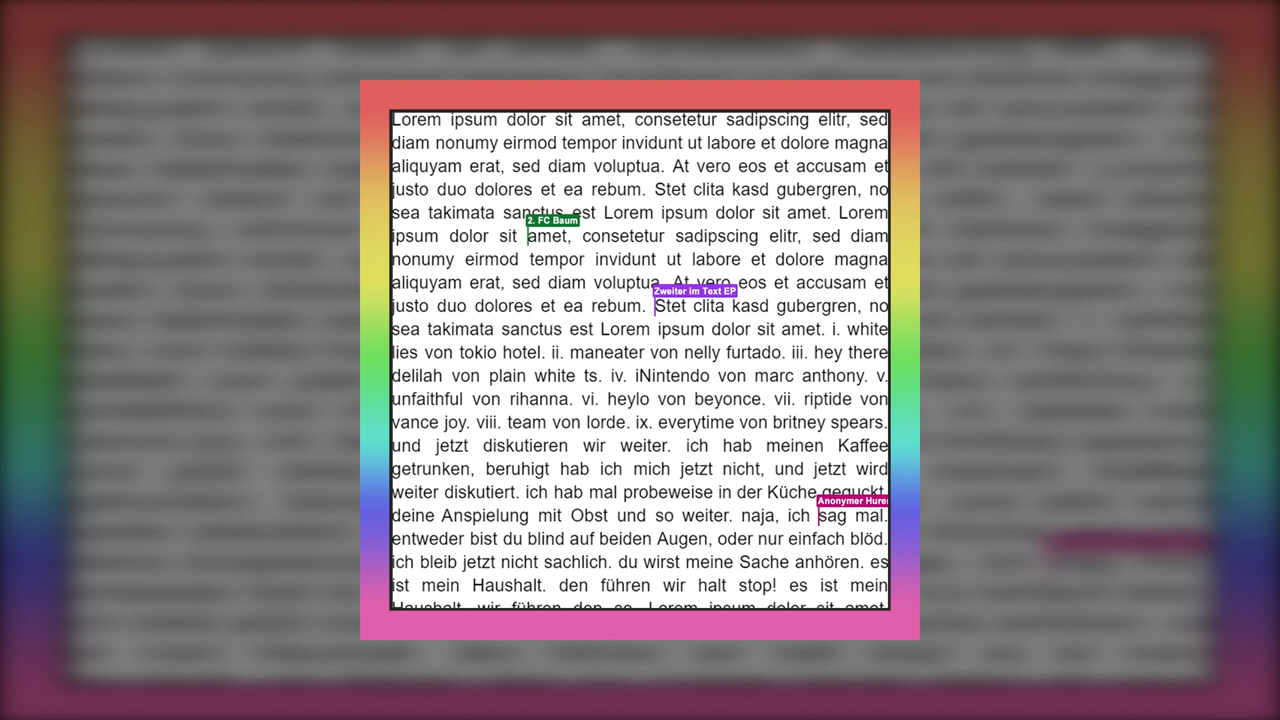 Lorem ipsum dolor sit amet, consetetur sadipscing elitr, sed
diam nonumy eirmod tempor invidunt ut labore et dolore magna
aliquyam erat, sed diam voluptua. At vero eos et accusam et
justo duo dolores et ea rebum. Stet clita kasd gubergren, no
sea takimata sanctus est Lorem ipsum dolor sit amet. Lorem
2. FC Baum
ipsum dolor sit amet, consetetur sadipscing elitr, sed diam
nonumy eirmod tempor invidunt ut labore et dolore magna
aliquyam erat, sed diam voluptua. At vero eos et accusam et
Zweiter im Text EP
justo duo dolores et ea rebum. Stet clita kasd gubergren, no
sea takimata sanctus est Lorem ipsum dolor sit amet. i. white
lies von tokio hotel. ii. maneater von nelly furtado. iii. hey there
delilah von plain white ts. iv. iNintendo von marc anthony. v.
unfaithful von rihanna. vi. heylo von beyonce. vii. riptide von
vance joy. viii. team von lorde. ix. everytime von britney spears.
und jetzt diskutieren wir weiter. ich hab meinen Kaffee
getrunken, beruhigt hab ich mich jetzt nicht, und jetzt wird
weiter diskutiert. ich hab mal probeweise in der Küche geguckt.
Anonymer
deine Anspielung mit Obst und so weiter. naja, ich sag mal.
entweder bist du blind auf beiden Augen, oder nur einfach blöd.
ich bleib jetzt nicht sachlich. du wirst meine Sache anhören. es
ist mein Haushalt. den führen wir halt stop! es ist mein
Haushalt. wir führen den so. Lorem ipsum dolor sit amet,